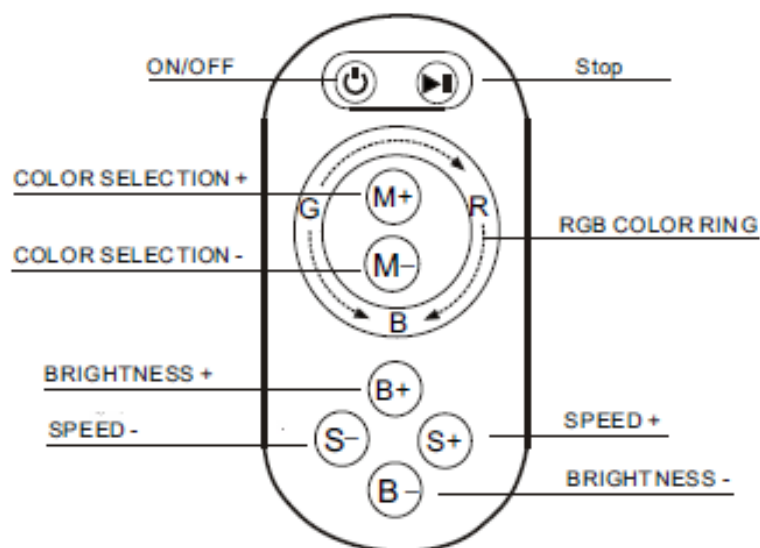 ON/OFF
Stop
COLOR SELECTION +
M+
G
R
RGB COLOR RING
COLOR SELECTION -
M-
B
BRIGHTNESS +
B+
SPEED -
S-
S+
SPEED +
B -
BRIGHTNESS -